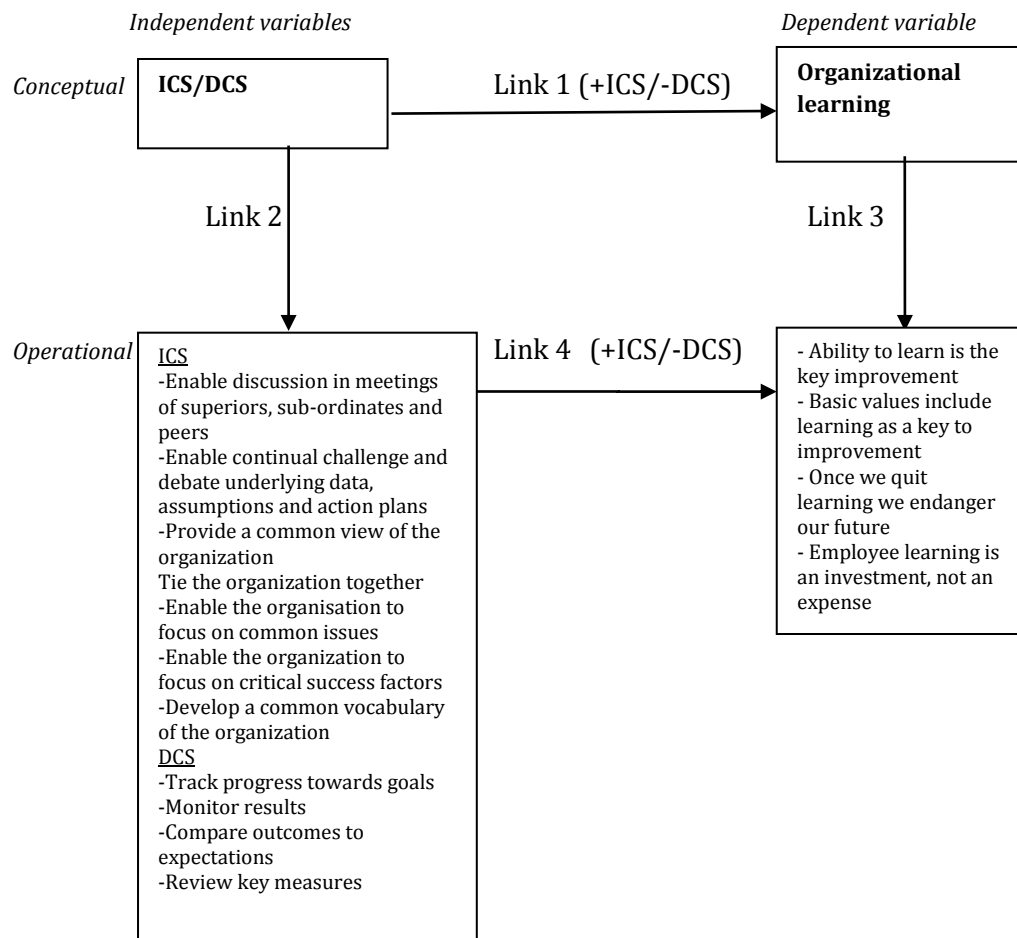 Independent variables
Dependent variable
Conceptual
ICS/DCS
Link 1 (+ICS/-DCS)
Organizational
learning
Link 2
Link 3
Operational
ICS
-Enable discussion in meetings
of superiors, sub-ordinates and
peers
-Enable continual challenge and
debate underlying data,
assumptions and action plans
-Provide a common view of the
organization
Tie the organization together
-Enable the organisation to
focus on common issues
-Enable the organization to
focus on critical success factors
-Develop a common vocabulary
of the organization
DCS
-Track progress towards goals
-Monitor results
-Compare outcomes to
expectations
-Review key measures
Link 4 (+ICS/-DCS)
- Ability to learn is the
key improvement
- Basic values include
learning as a key to
improvement
- Once we quit
learning we endanger
our future
- Employee learning is
an investment, not an
expense